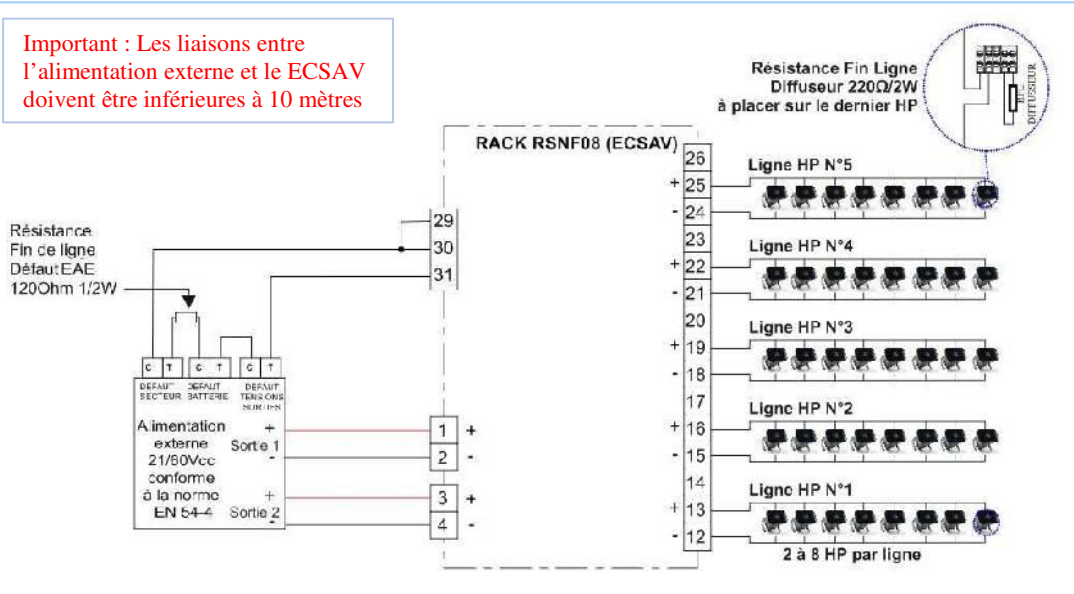 Important : Les liaisons entre
l’alimentation externe et le ECSAV
doivent être inférieures à 10 mètres
Résistance Fin Ligne
Diffuseur 220Ω/2W
à placer sur le dernier HP
DIFFUSSEUR
RACK RSNF08 (ECSAV)
26
+ 25
- 24
23
+ 22
- 21
20
+ 19
- 18
17
+ 16
- 15
14
+ 13
- 12
Ligne HP N°5
Ligne HP N°4
Ligne HP N°3
Ligne HP N°2
Ligne HP N°1
2 à 8 HP par ligne
29
30
31
Résistance
Fin de ligne
Défaut EAE
120Ohm 1/2W
C T C T C T
DEFAUT SECTEUR
DEFAUT BATTERIE
DEFAUT TENSIONS SORTIES
Alimentation
externe
21/60Vcc
conforme
à la norme
EN 54-4
+
Sortie 1
-
+
Sortie 2
-
1 +
2 -
3 +
4 -